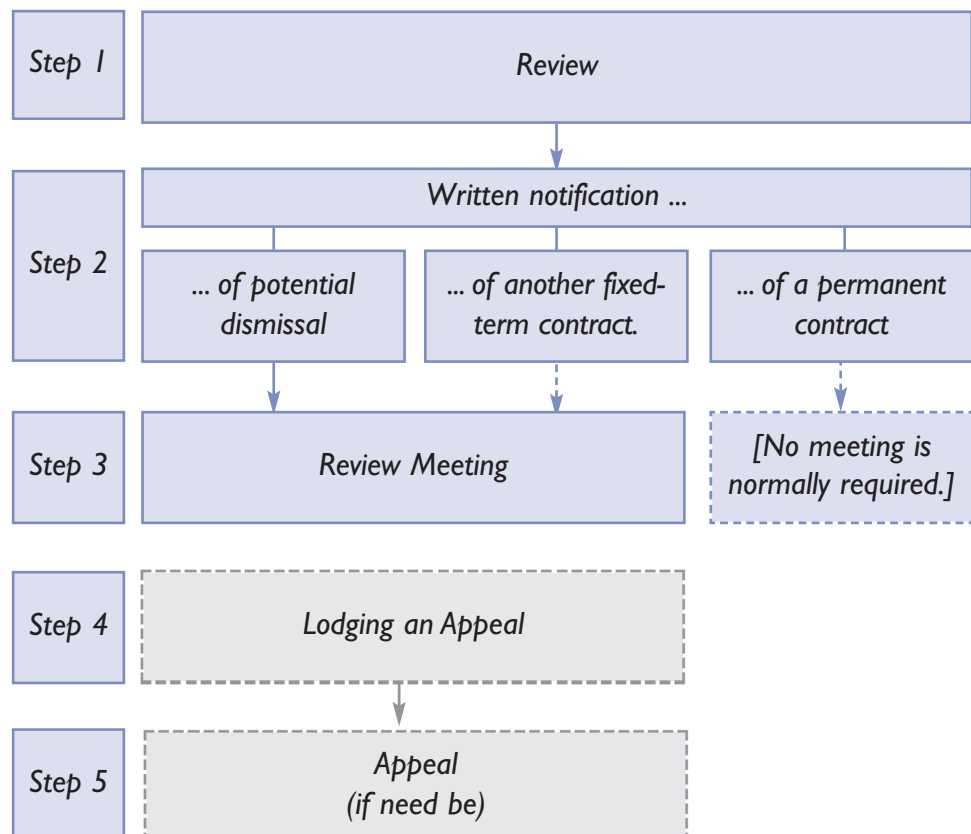 Step 1
Review
Written notification ...
Step 2
... of potential
dismissal
... of another fixed-
term contract.
... of a permanent
contract
Step 3
Review Meeting
[No meeting is
normally required.]
Step 4
Lodging an Appeal
Step 5
Appeal
(if need be)